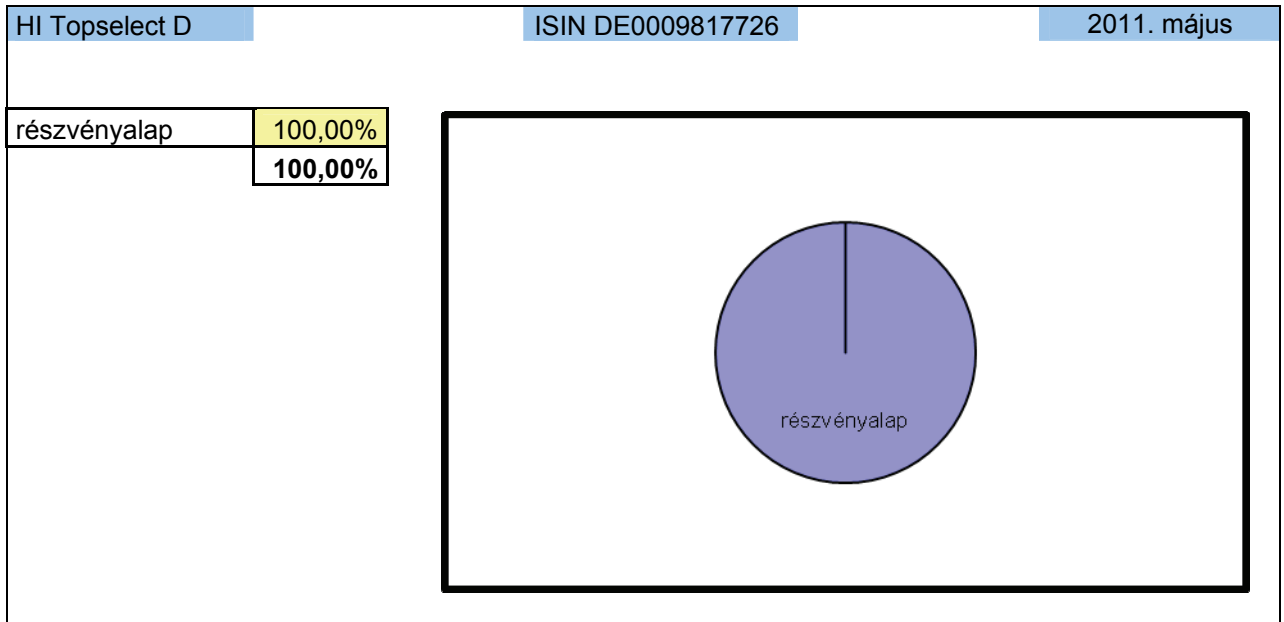 HI Topselect D ISIN DE0009817726 2011. május
részvényalap 100,00%
100,00%
részvényalap